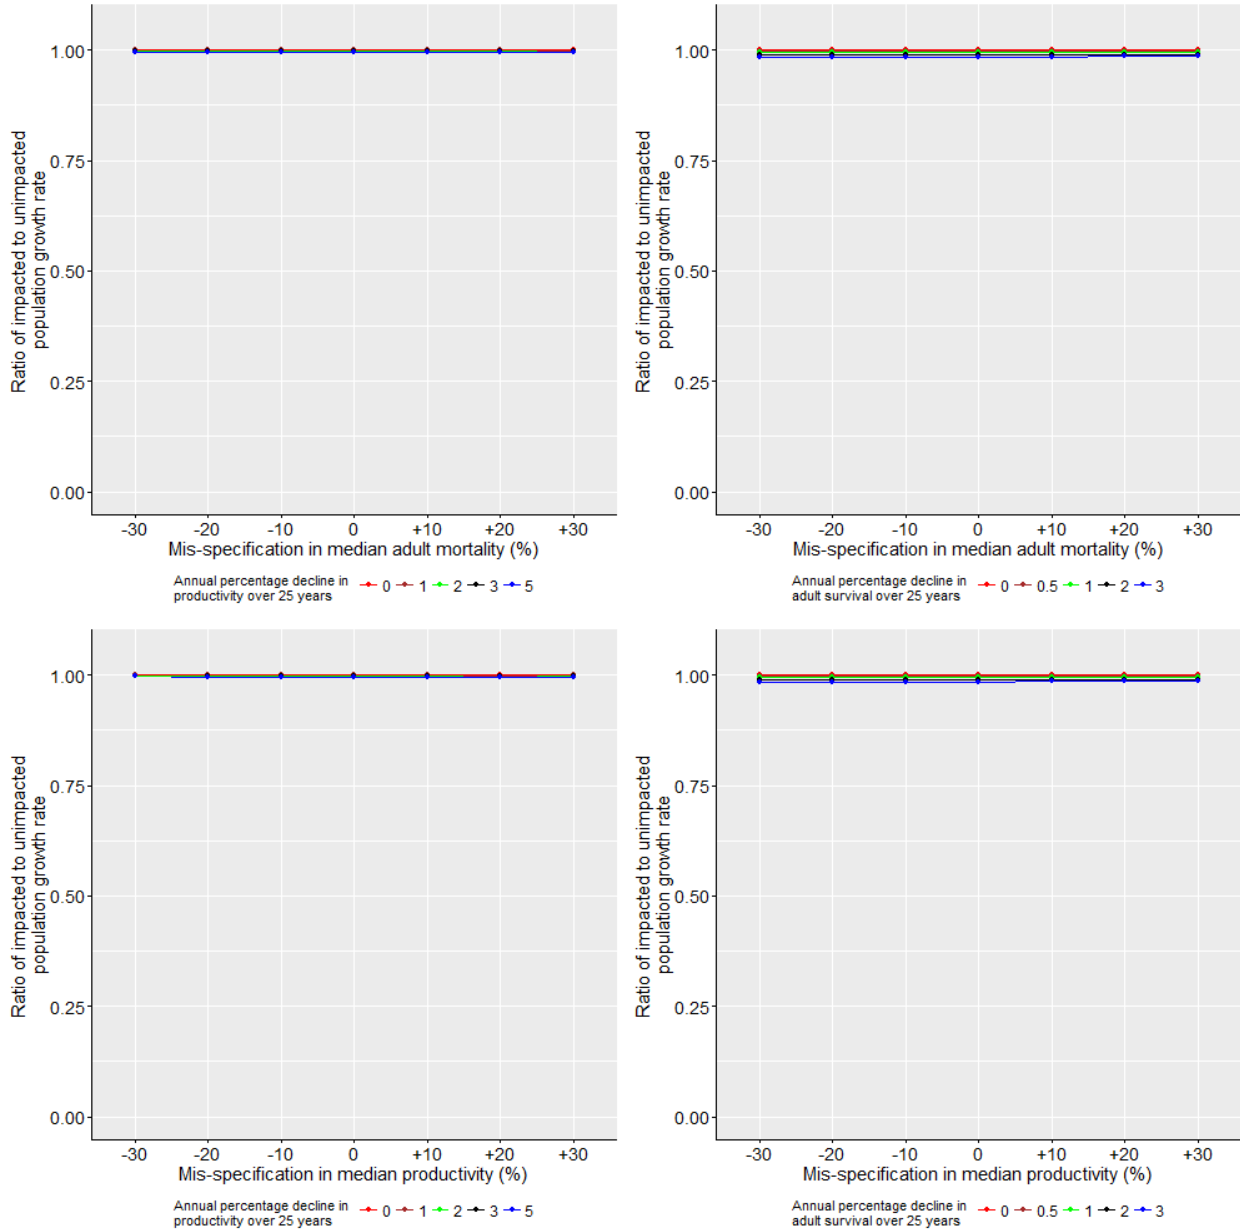 Ratio of impacted to unimpacted
population growth rate
1.00
0.75
0.50
0.25
0.00
-30 -20 -10 0 +10 +20 +30
Mis-specification in median adult mortality (%)
Annual percentage decline in
productivity over 25 years
0 1 2 3 5
Ratio of impacted to unimpacted
population growth rate
1.00
0.75
0.50
0.25
0.00
-30 -20 -10 0 +10 +20 +30
Mis-specification in median adult mortality (%)
Annual percentage decline in
adult survival over 25 years
0 0.5 1 2 3
Ratio of impacted to unimpacted
population growth rate
1.00
0.75
0.50
0.25
0.00
-30 -20 -10 0 +10 +20 +30
Mis-specification in median productivity (%)
Annual percentage decline in
productivity over 25 years
0 1 2 3 5
Ratio of impacted to unimpacted
population growth rate
1.00
0.75
0.50
0.25
0.00
-30 -20 -10 0 +10 +20 +30
Mis-specification in median productivity (%)
Annual percentage decline in
adult survival over 25 years
0 0.5 1 2 3